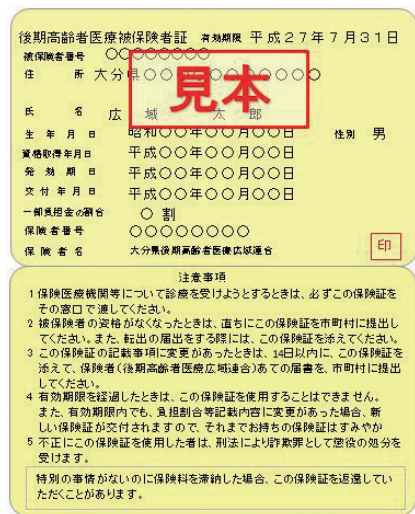 後期高齢者医療被保険者証 有効期限 平成27年7月31日
被保険者番号 〇〇〇〇〇〇〇〇
住 所 大分県〇〇〇〇〇〇〇〇〇〇
見本
氏 名 広 域 太 郎
生年月日 昭和〇〇年〇〇月〇〇日 性別 男
資格取得年月日 平成〇〇年〇〇月〇〇日
発効期日 平成〇〇年〇〇月〇〇日
交付年月日 平成〇〇年〇〇月〇〇日
一部負担金の割合 〇割
保険者番号 〇〇〇〇〇〇〇〇
保険者名 大分県後期高齢者医療広域連合 印
注意事項
1 保険医療機関等について診療を受けようとするときは、必ずこの保険証を
その窓口で渡してください。
2 被保険者の資格がなくなったときは、直ちにこの保険証を市町村に提出し
てください。また、転出の届出をする際には、この保険証を添えてください。
3 この保険証の記載事項に変更があったときは、14日以内に、この保険証を
添えて、保険者(後期高齢者医療広域連合)あての届書を、市町村に提出
してください。
4 有効期限を経過したときは、この保険証を使用することはできません。
また、有効期限内でも、負担割合等記載内容に変更があった場合、新
しい保険証が交付されますので、それまでお持ちの保険証はすみやか
5 不正にこの保険証を使用した者は、刑法により詐欺罪として懲役の処分を
受けます。
特別の事情がないのに保険料を滞納した場合、この保険証を返還してい
ただくことがあります。